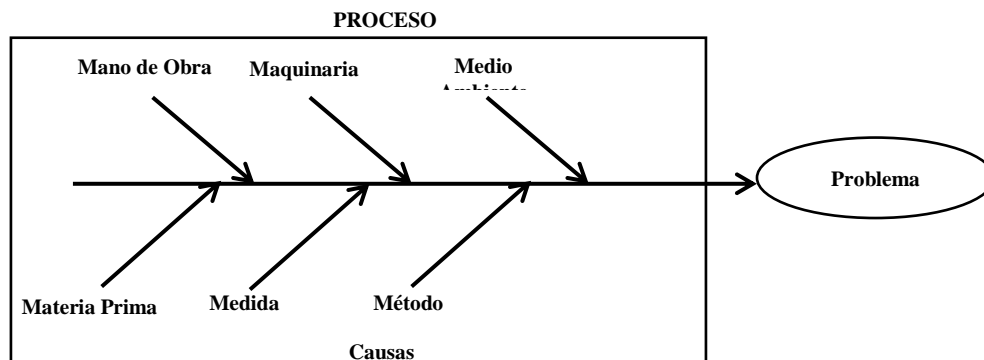 PROCESO
Mano de Obra
Maquinaria
Medio
Problema
Materia Prima
Medida
Método
Causas